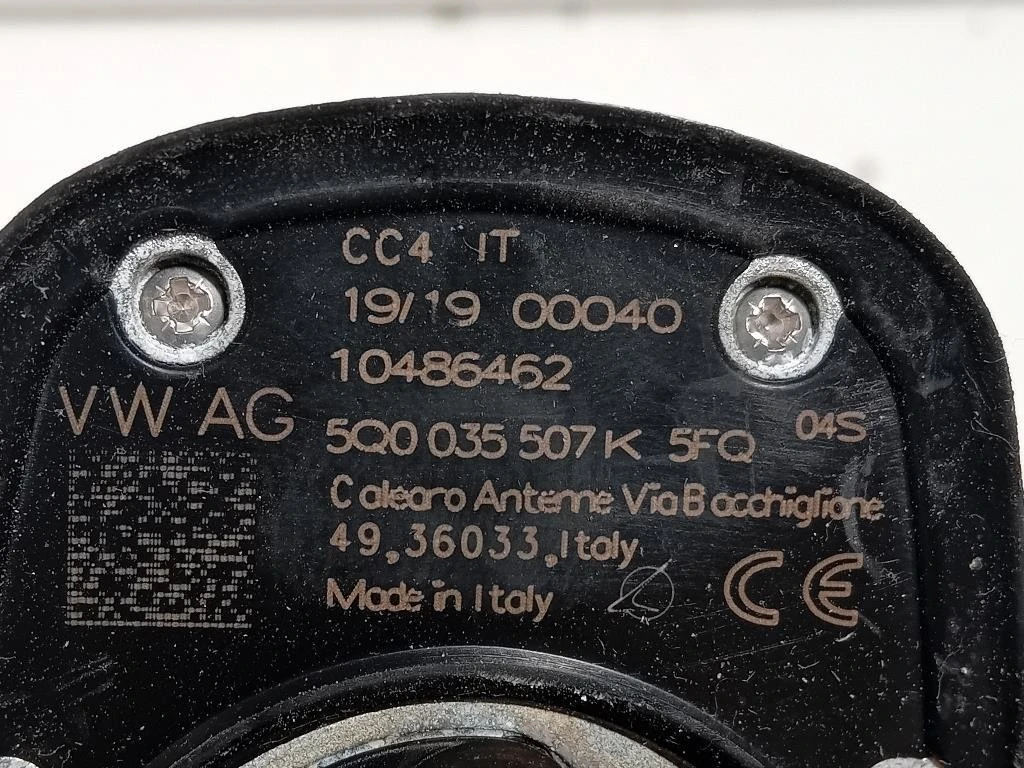 CC4 IT
19/19 00040
10486462
VW AG
5Q0 035 507 K 5FQ 04S
Calearo Antenne Via Bacchiglione
49,36033,Italy
Made in Italy CE